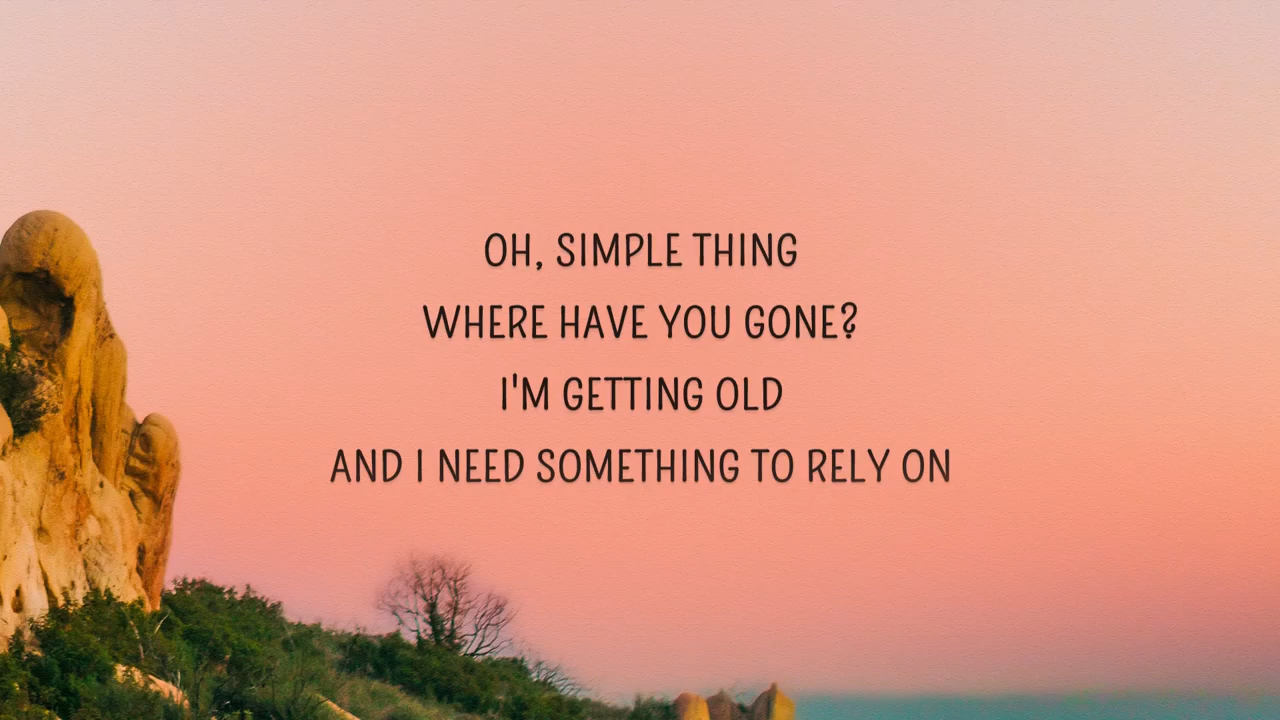 OH, SIMPLE THING
WHERE HAVE YOU GONE?
I'M GETTING OLD
AND I NEED SOMETHING TO RELY ON